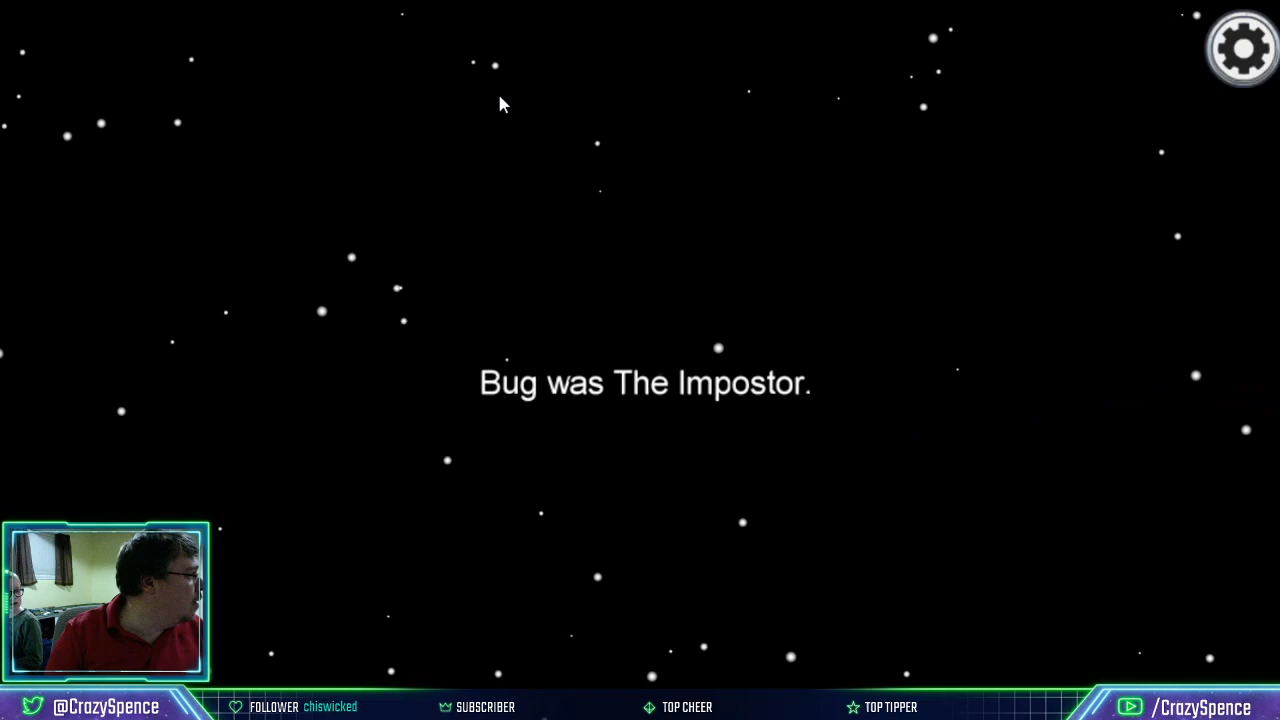 Bug was The Impostor.
@CrazySpence
FOLLOWER chiswicked
SUBSCRIBER
TOP CHEER
TOP TIPPER
/CrazySpence